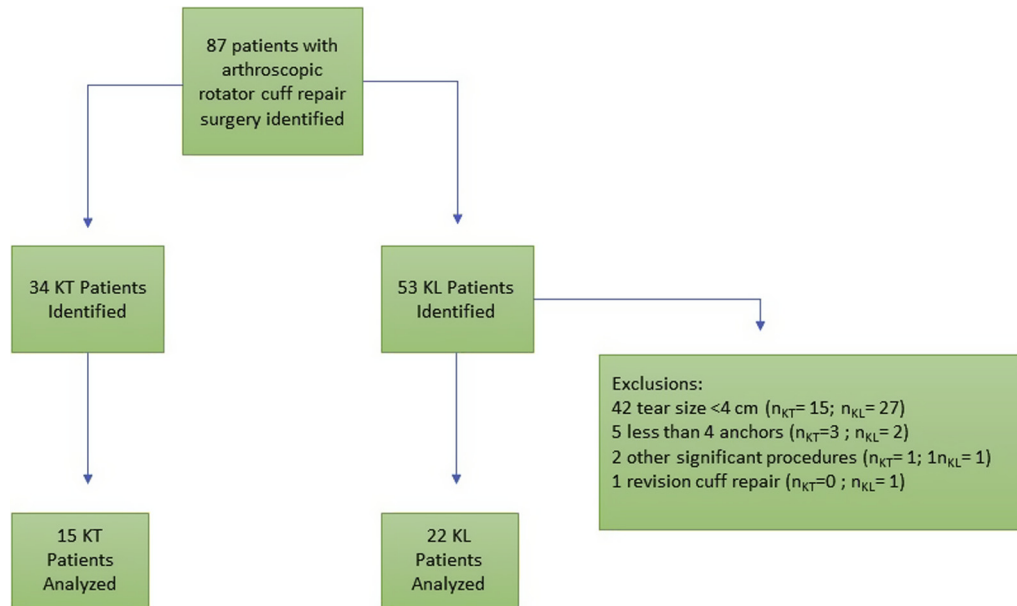 87 patients with
arthroscopic
rotator cuff repair
surgery identified
34 KT Patients
Identified
53 KL Patients
Identified
Exclusions:
42 tear size <4 cm (nKT= 15; nKL= 27)
5 less than 4 anchors (nKT=3 ; nKL= 2)
2 other significant procedures (nKT= 1; 1nKL= 1)
1 revision cuff repair (nKT=0 ; nKL= 1)
15 KT
Patients
Analyzed
22 KL
Patients
Analyzed